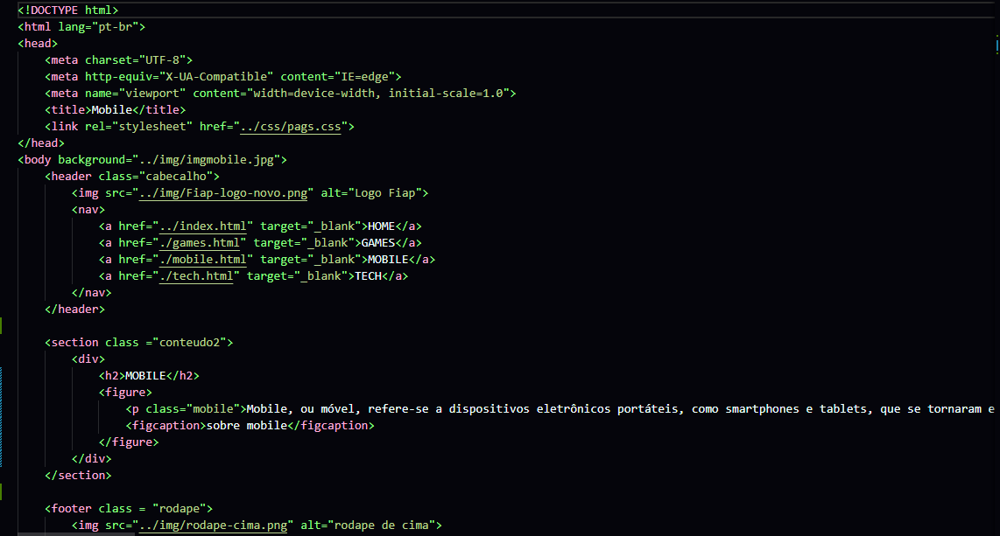 <!DOCTYPE html>
<html lang="pt-br">
<head>
    <meta charset="UTF-8">
    <meta http-equiv="X-UA-Compatible" content="IE=edge">
    <meta name="viewport" content="width=device-width, initial-scale=1.0">
    <title>Mobile</title>
    <link rel="stylesheet" href="../css/pags.css">
</head>
<body background="../img/imgmobile.jpg">
    <header class="cabecalho">
        <img src="../img/Fiap-logo-novo.png" alt="Logo Fiap">
        <nav>
            <a href="../index.html" target="_blank">HOME</a>
            <a href="./games.html" target="_blank">GAMES</a>
            <a href="./mobile.html" target="_blank">MOBILE</a>
            <a href="./tech.html" target="_blank">TECH</a>
        </nav>
    </header>

    <section class ="conteudo2">
        <div>
            <h2>MOBILE</h2>
            <figure>
                <p class="mobile">Mobile, ou móvel, refere-se a dispositivos eletrônicos portáteis, como smartphones e tablets, que se tornaram e
                <figcaption>sobre mobile</figcaption>
            </figure>
        </div>
    </section>

    <footer class = "rodape">
        <img src="../img/rodape-cima.png" alt="rodape de cima">